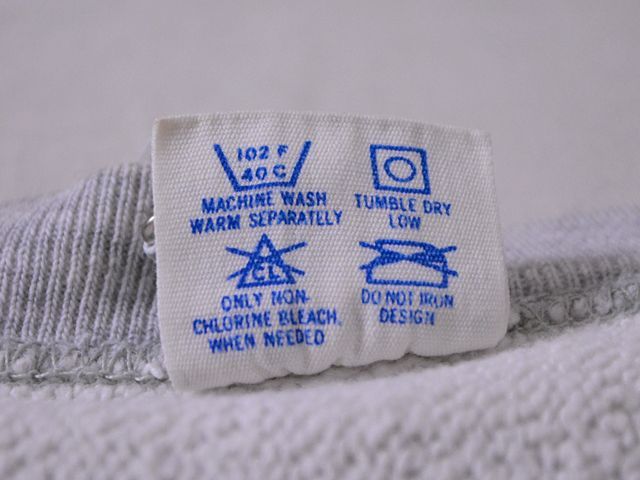 102 F
40 C
MACHINE WASH
WARM SEPARATELY
TUMBLE DRY
LOW
CL
ONLY NON-
CHLORINE BLEACH,
WHEN NEEDED
DO NOT IRON
DESIGN